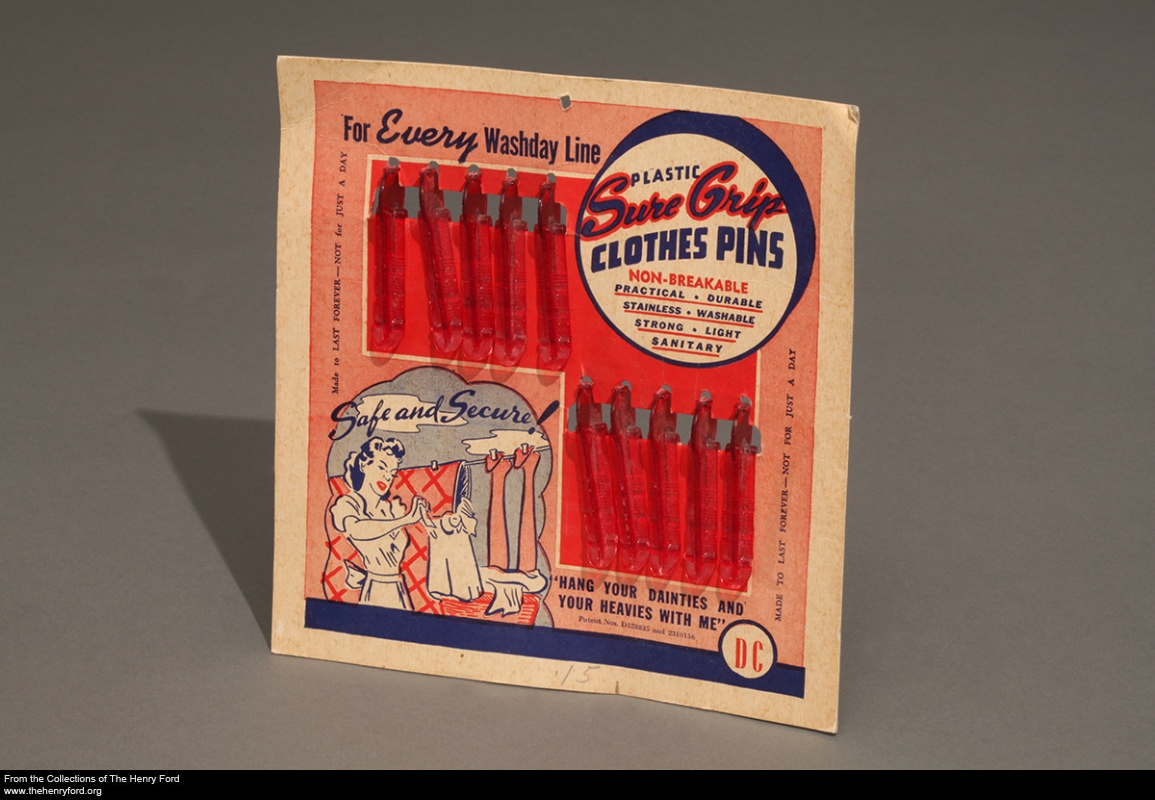 For Every Washday Line
PLASTIC
Sure Grip
CLOTHES PINS
NON-BREAKABLE
PRACTICAL • DURABLE
STAINLESS • WASHABLE
STRONG • LIGHT
SANITARY
Made to LAST FOREVER—NOT for JUST A DAY
Safe and Secure!
MADE TO LAST FOREVER—NOT FOR JUST A DAY
"HANG YOUR DAINTIES AND
YOUR HEAVIES WITH ME"
Patent Nos. and
DC
15
From the Collections of The Henry Ford
www.thehenryford.org